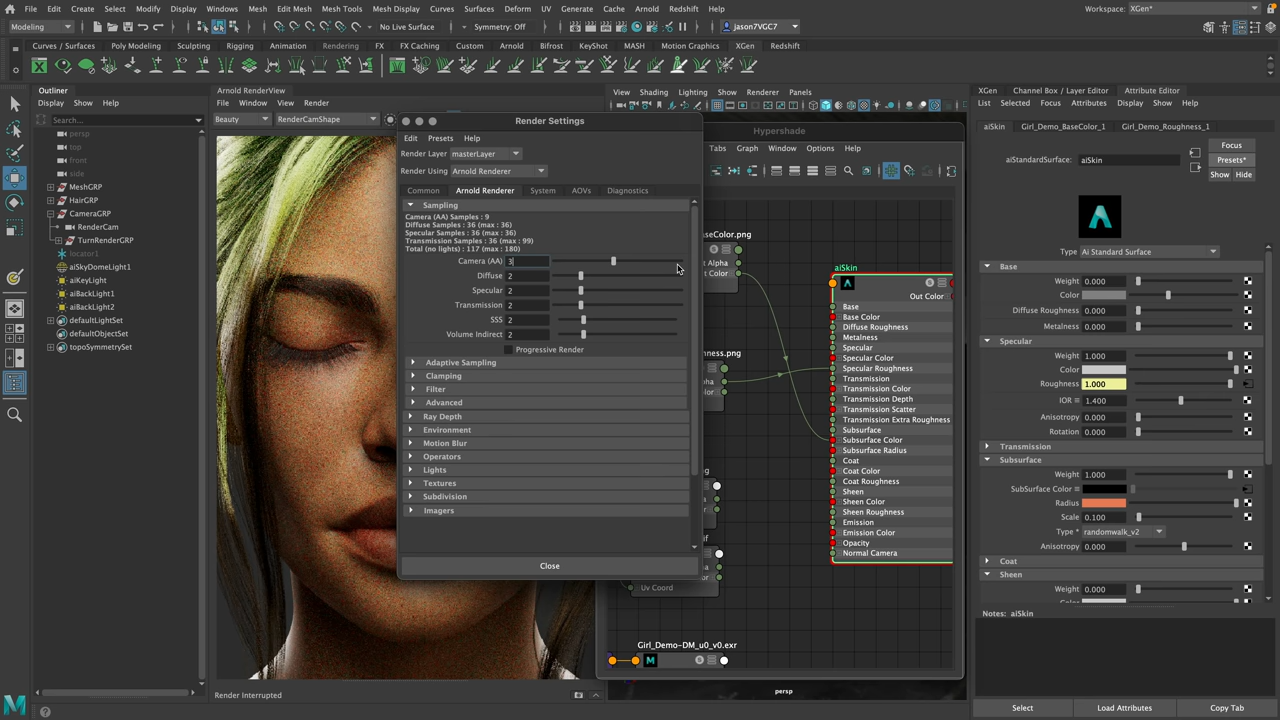 File Edit Create Select Modify Display Windows Mesh Edit Mesh Mesh Tools Mesh Display Curves Surfaces Deform UV Generate Cache Arnold Redshift Help
Workspace: XGen*
Modeling
No Live Surface
Symmetry: Off
jason7VGC7
Curves / Surfaces Poly Modeling Sculpting Rigging Animation Rendering FX FX Caching Custom Arnold Bifrost KeyShot MASH Motion Graphics XGen Redshift
Outliner
Display Show Help
Search...
persp
top
front
side
MeshGRP
HairGRP
CameraGRP
RenderCam
TurnRenderGRP
locator1
aiSkyDomeLight1
aiKeyLight
aiBackLight1
aiBackLight2
defaultLightSet
defaultObjectSet
topoSymmetrySet
Arnold RenderView
File Window View Render
Beauty
RenderCamShape
Render Interrupted
Render Settings
Edit Presets Help
Render Layer masterLayer
Render Using Arnold Renderer
Common Arnold Renderer System AOVs Diagnostics
Sampling
Camera (AA) Samples : 9
Diffuse Samples : 36 (max : 36)
Specular Samples : 36 (max : 36)
Transmission Samples : 36 (max : 99)
Total (no lights) : 117 (max : 180)
Camera (AA) 3
Diffuse 2
Specular 2
Transmission 2
SSS 2
Volume Indirect 2
Progressive Render
Adaptive Sampling
Clamping
Filter
Advanced
Ray Depth
Environment
Motion Blur
Operators
Lights
Textures
Subdivision
Imagers
Close
View Shading Lighting Show Renderer Panels
Hypershade
Tabs Graph Window Options Help
aseColor.png
t Alpha
t Color
ness.png
Uv Coord
Girl_Demo-DM_u0_v0.exr
M
persp
aiSkin
Out Color
Base
Base Color
Diffuse Roughness
Metalness
Specular
Specular Color
Specular Roughness
Transmission
Transmission Color
Transmission Depth
Transmission Scatter
Transmission Extra Roughness
Subsurface
Subsurface Color
Subsurface Radius
Coat
Coat Color
Coat Roughness
Sheen
Sheen Color
Sheen Roughness
Emission
Emission Color
Opacity
Normal Camera
XGen Channel Box / Layer Editor Attribute Editor
List Selected Focus Attributes Display Show Help
aiSkin Girl_Demo_BaseColor_1 Girl_Demo_Roughness_1
aiStandardSurface: aiSkin
Focus
Presets*
Show Hide
Type Ai Standard Surface
Base
Weight 0.000
Color
Diffuse Roughness 0.000
Metalness 0.000
Specular
Weight 1.000
Color
Roughness 1.000
IOR = 1.400
Anisotropy 0.000
Rotation 0.000
Transmission
Subsurface
Weight 1.000
SubSurface Color =
Radius
Scale 0.100
Type * randomwalk_v2
Anisotropy 0.000
Coat
Sheen
Weight 0.000
Notes: aiSkin
Select Load Attributes Copy Tab